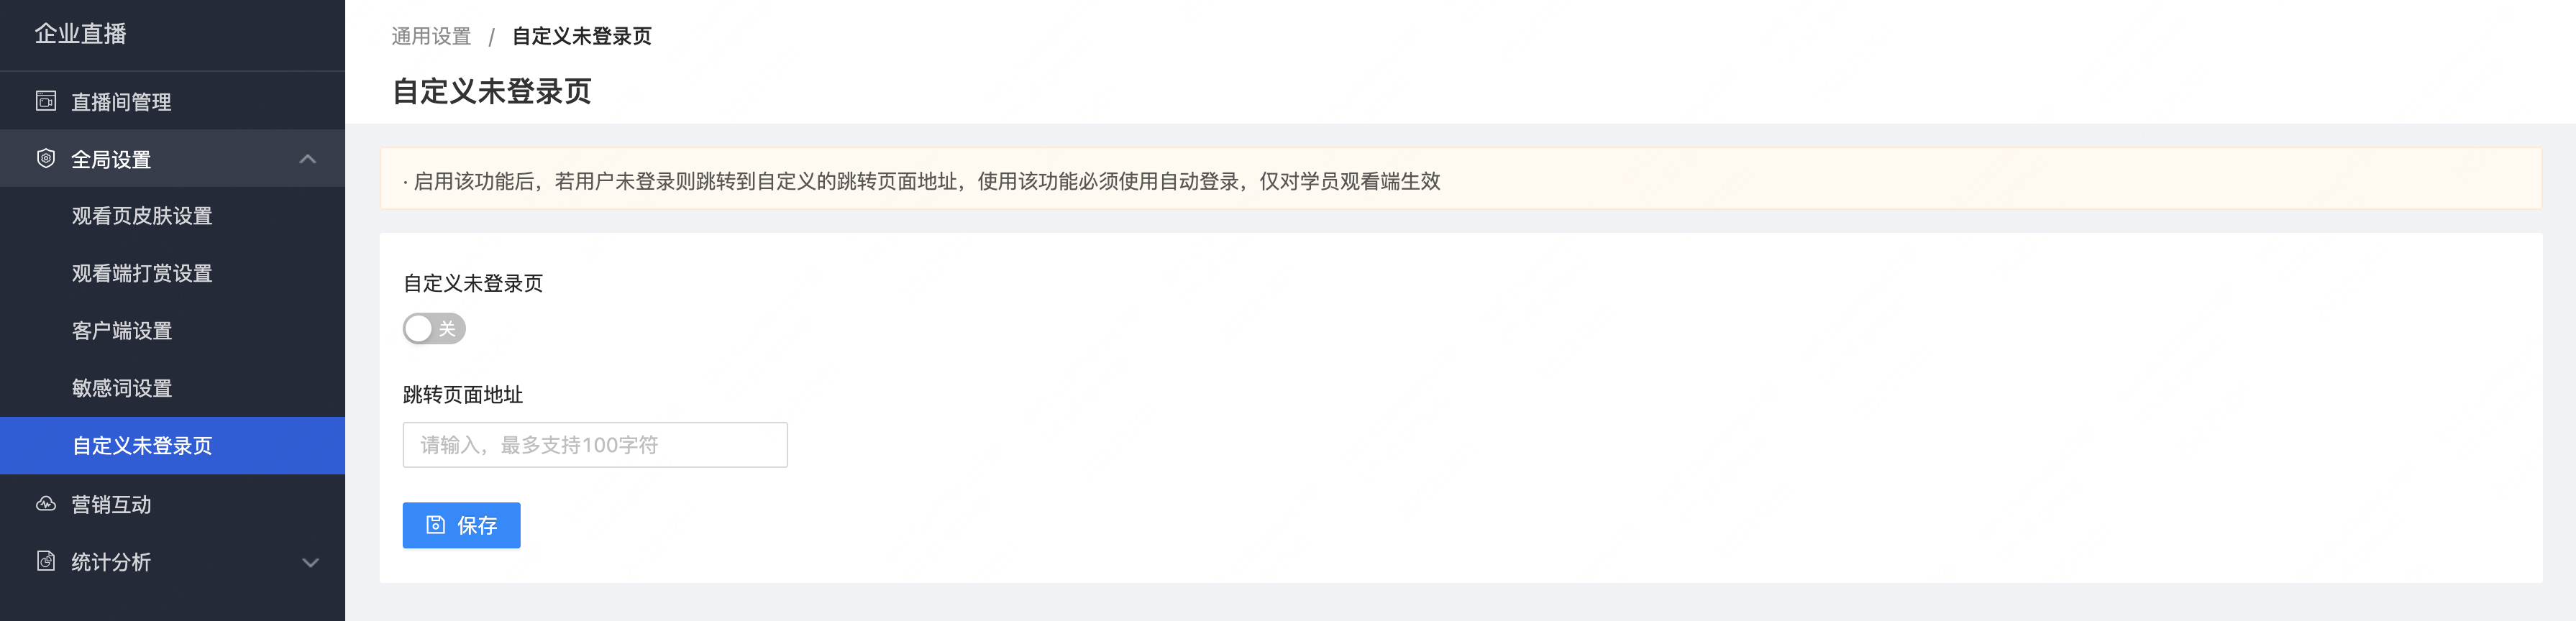 企业直播
直播间管理
全局设置
观看页皮肤设置
观看端打赏设置
客户端设置
敏感词设置
自定义未登录页
营销互动
统计分析
通用设置 / 自定义未登录页
自定义未登录页
· 启用该功能后，若用户未登录则跳转到自定义的跳转页面地址，使用该功能必须使用自动登录，仅对学员观看端生效
自定义未登录页
关
跳转页面地址
请输入，最多支持100字符
保存